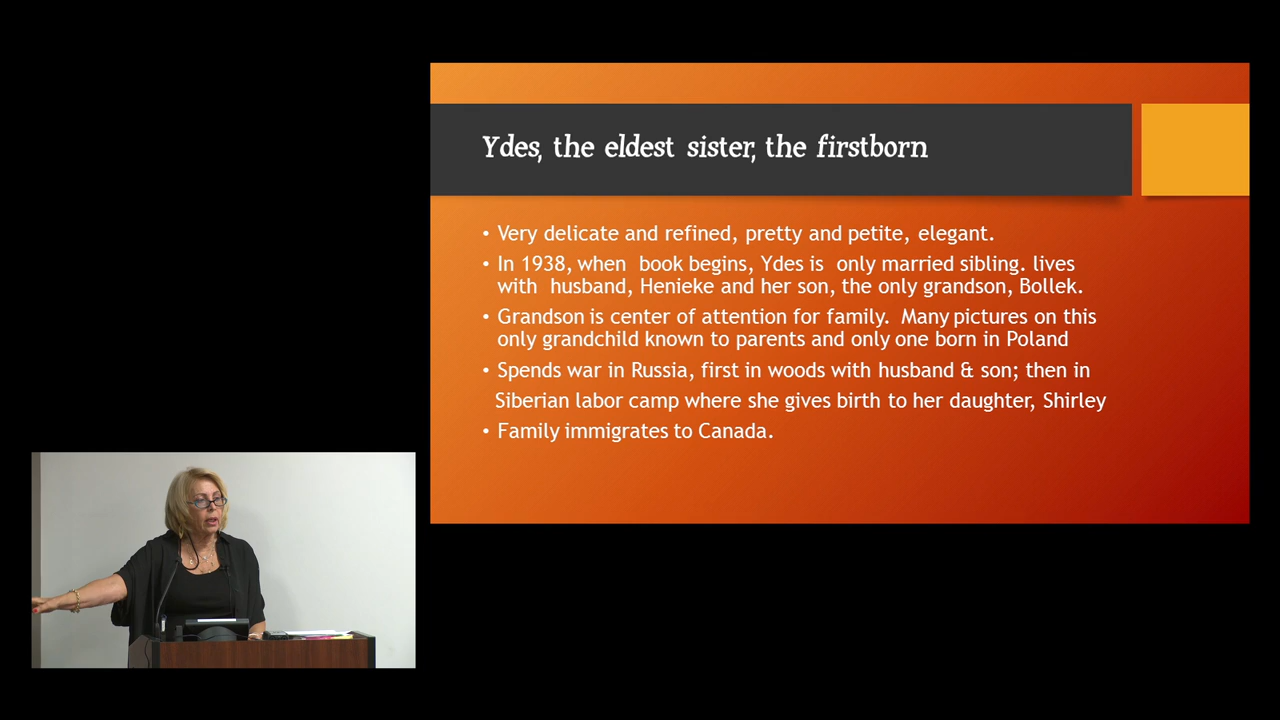 Ydes, the eldest sister, the firstborn
• Very delicate and refined, pretty and petite, elegant.
• In 1938, when book begins, Ydes is only married sibling. lives
with husband, Henieke and her son, the only grandson, Bollek.
• Grandson is center of attention for family. Many pictures on this
only grandchild known to parents and only one born in Poland
• Spends war in Russia, first in woods with husband & son; then in
Siberian labor camp where she gives birth to her daughter, Shirley
• Family immigrates to Canada.